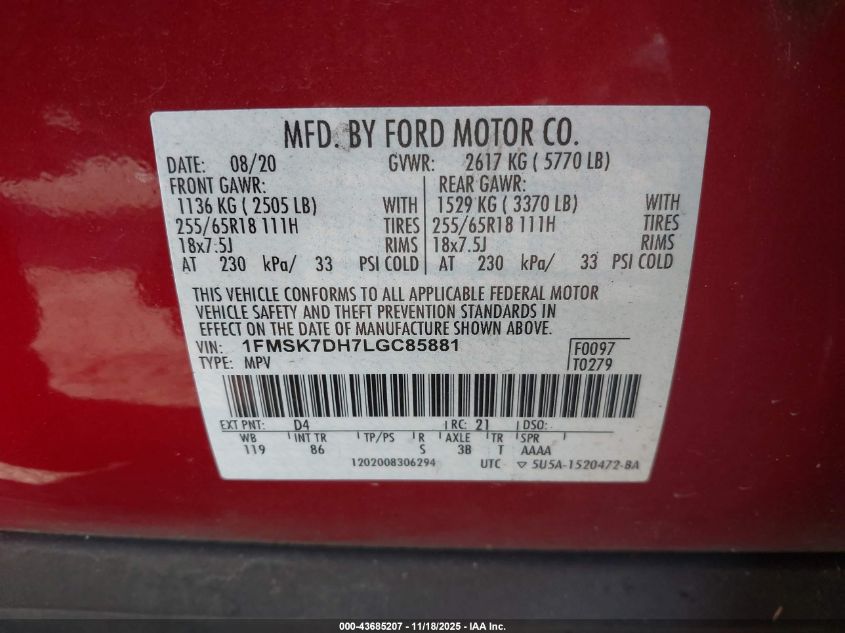 MFD. BY FORD MOTOR CO.
DATE: 08/20 GVWR: 2617 KG ( 5770 LB)
FRONT GAWR: REAR GAWR:
1136 KG ( 2505 LB) WITH 1529 KG ( 3370 LB) WITH
255/65R18 111H TIRES 255/65R18 111H TIRES
18x7.5J RIMS 18x7.5J RIMS
AT 230 kPa/ 33 PSI COLD AT 230 kPa/ 33 PSI COLD
THIS VEHICLE CONFORMS TO ALL APPLICABLE FEDERAL MOTOR
VEHICLE SAFETY AND THEFT PREVENTION STANDARDS IN
EFFECT ON THE DATE OF MANUFACTURE SHOWN ABOVE.
VIN: 1FMSK7DH7LGC85881 F0097
TYPE: MPV T0279
EXT PNT: D4 RC: 21 DSO:
WB INT TR TP/PS R AXLE TR SPR
119 86 S 3B T AAAA
1202008306294 UTC ▽ 5U5A-1520472-BA
000-43685207 - 11/18/2025 - IAA Inc.